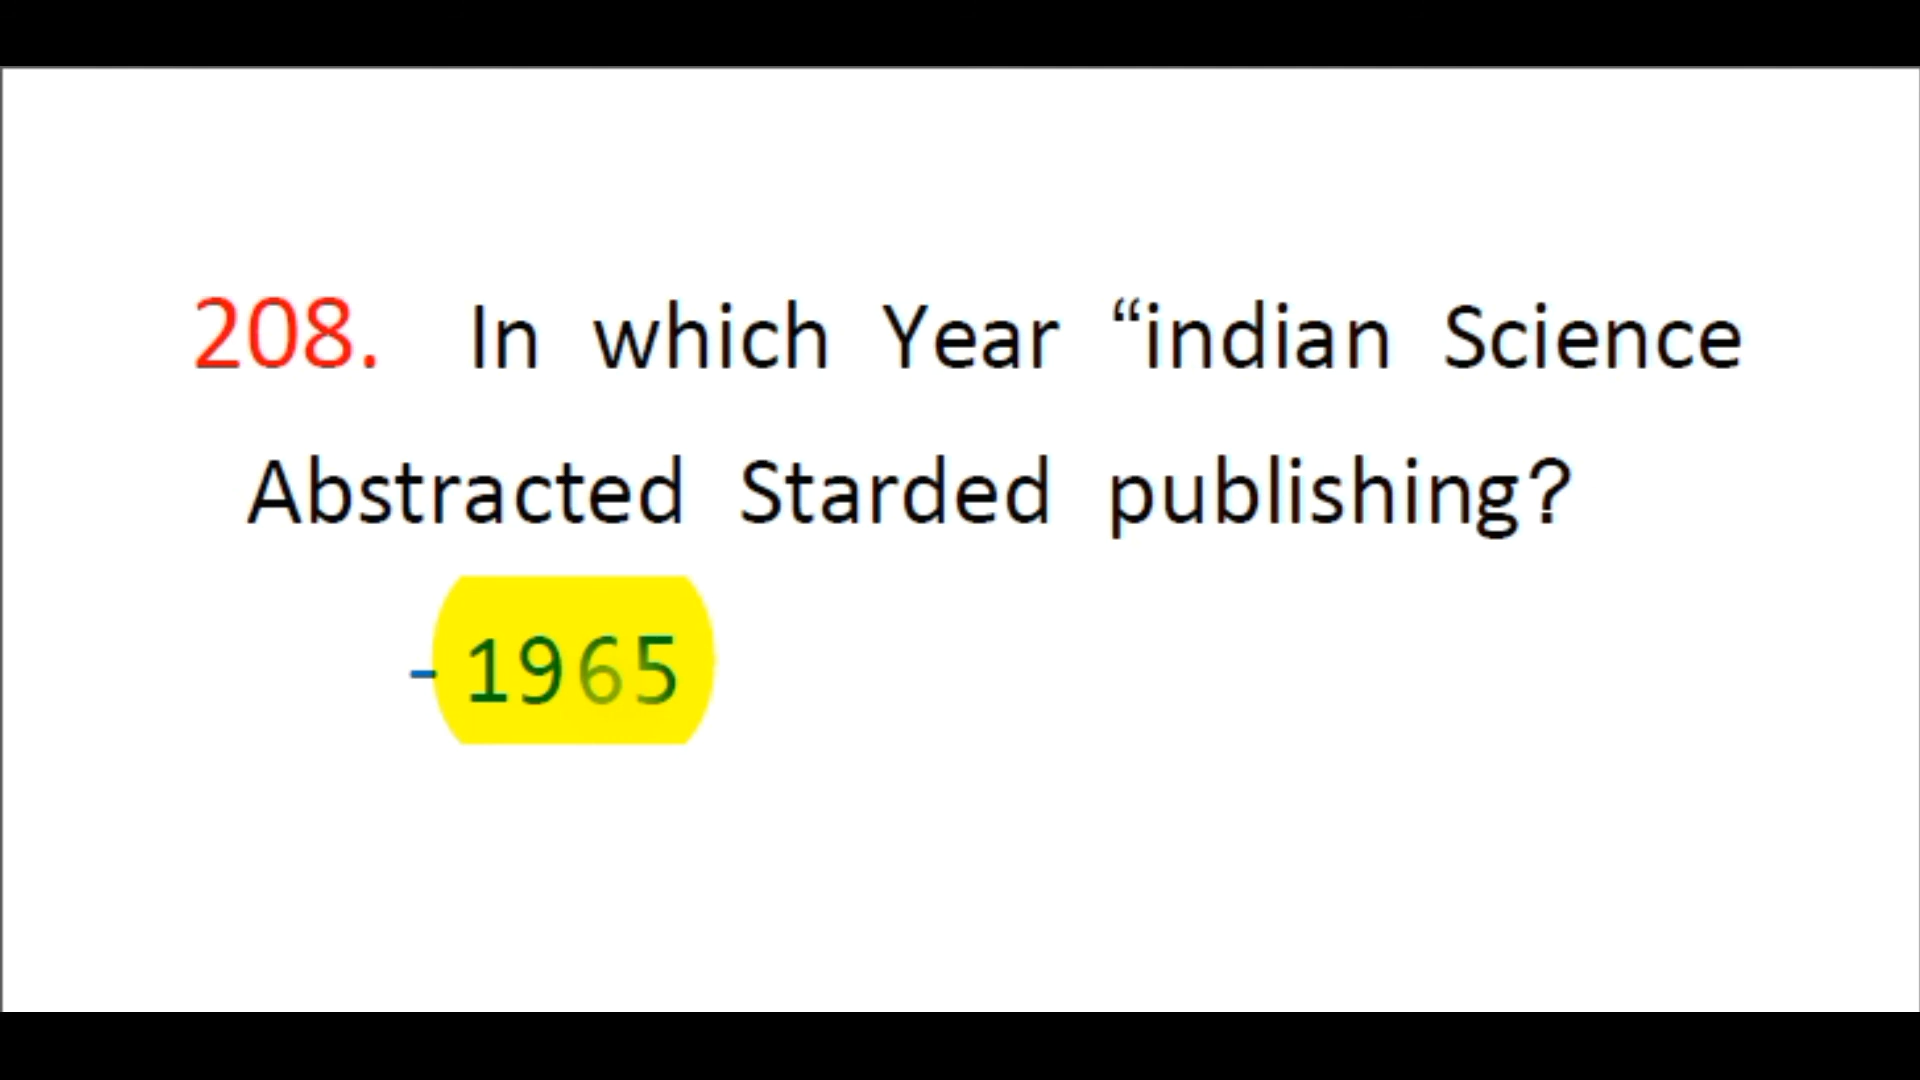 208. In which Year “indian Science
Abstracted Starded publishing?
- 1965